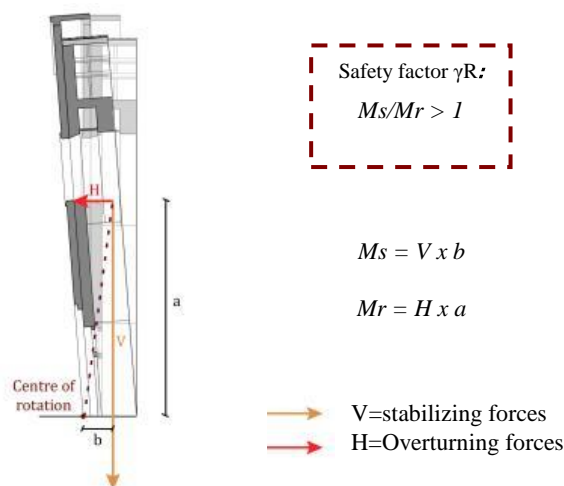 Safety factor γR:
Ms/Mr > 1
H
Ms = V x b
a
Mr = H x a
V
Centre of
rotation
b
V=stabilizing forces
H=Overturning forces